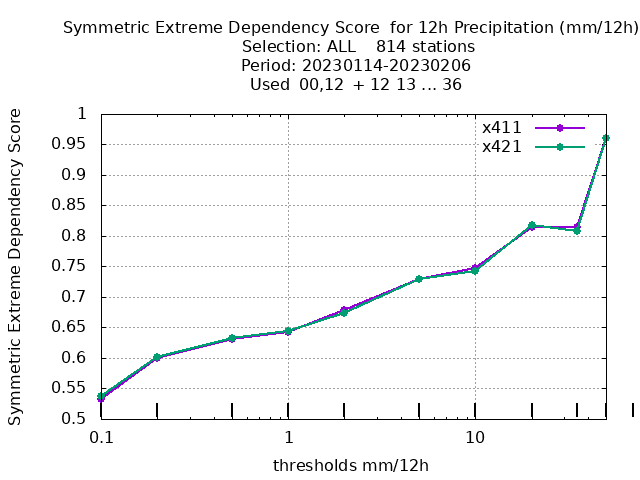 Symmetric Extreme Dependency Score  for 12h Precipitation (mm/12h)
Selection: ALL    814 stations
Period: 20230114-20230206
Used  00,12  + 12 13 ... 36
Symmetric Extreme Dependency Score
1
0.95
0.9
0.85
0.8
0.75
0.7
0.65
0.6
0.55
0.5
x411
x421
0.1 1 10
thresholds mm/12h